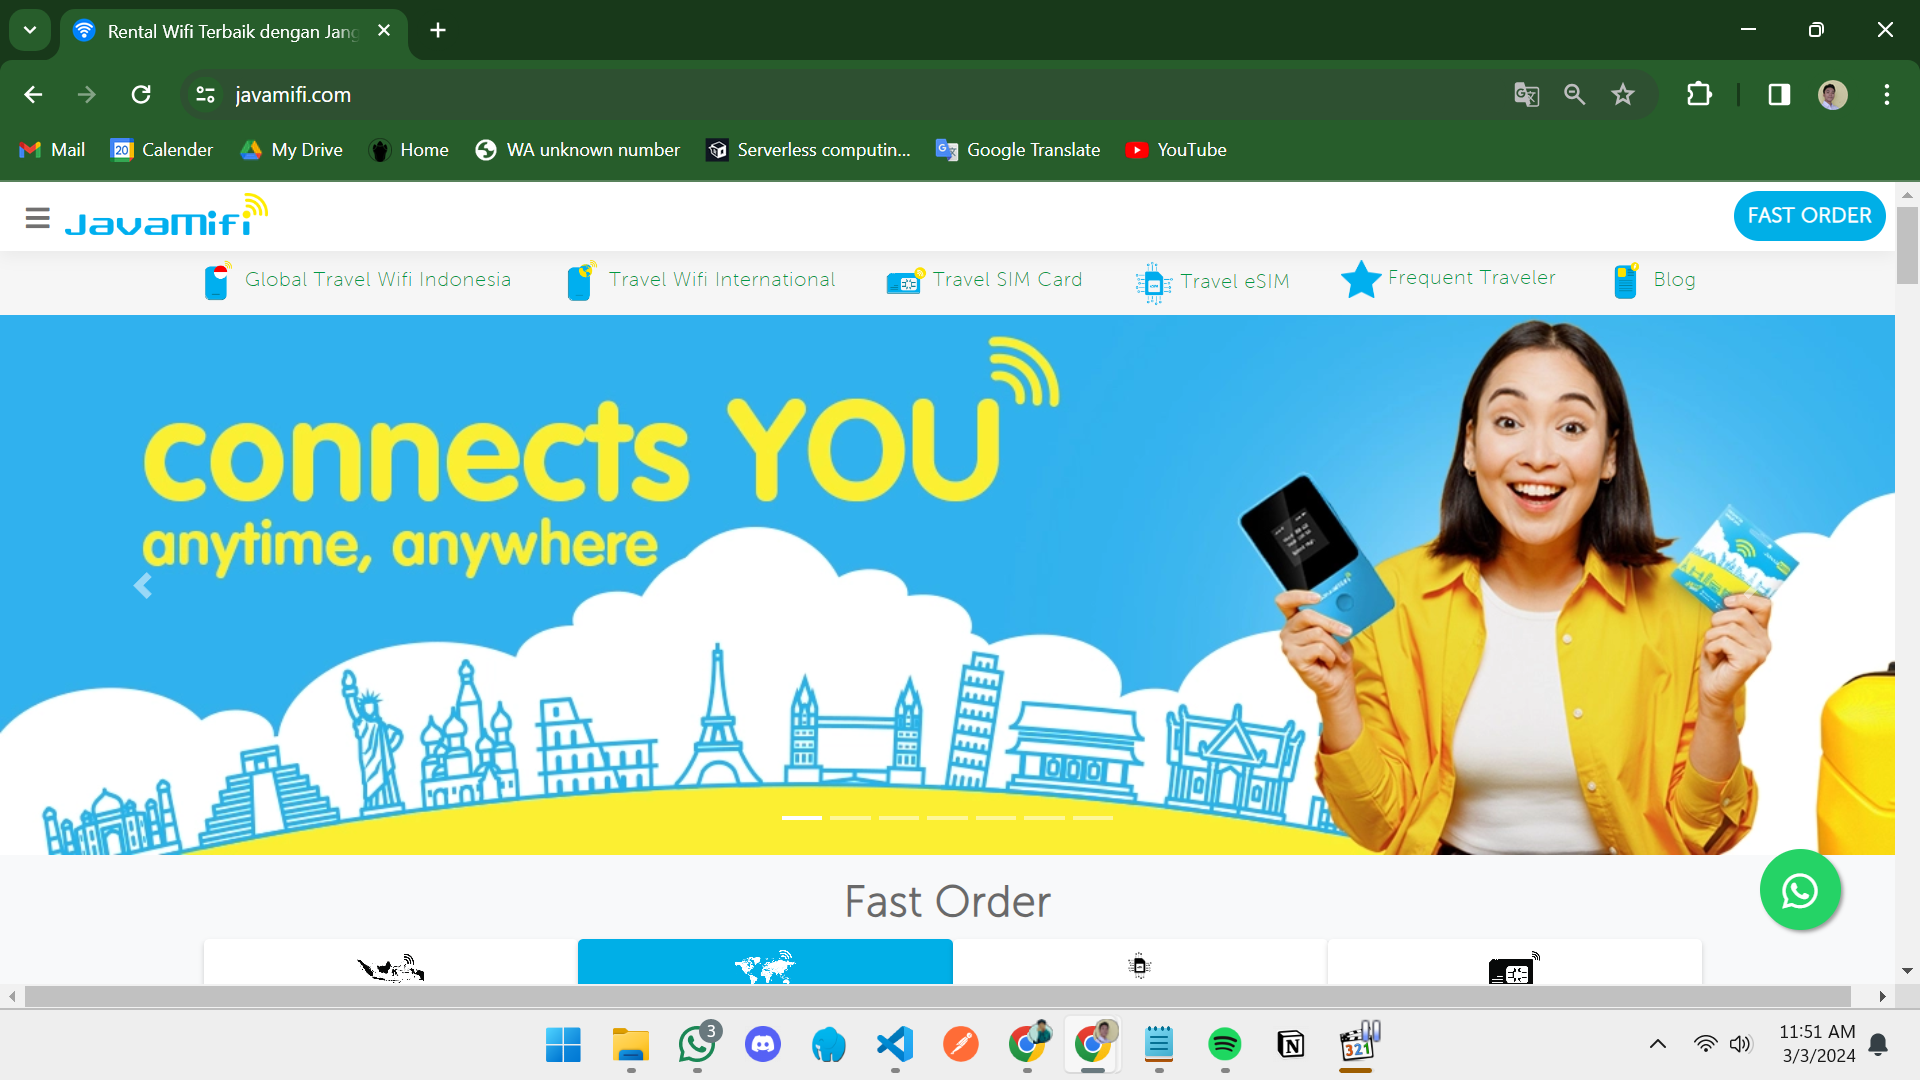 Rental Wifi Terbaik dengan Jang
javamifi.com
Mail
20
Calender
My Drive
Home
WA unknown number
Serverless computin...
Google Translate
YouTube
JavaMifi
FAST ORDER
Global Travel Wifi Indonesia
Travel Wifi International
Travel SIM Card
Travel eSIM
Frequent Traveler
Blog
connects YOU
anytime, anywhere
Fast Order
3
321
11:51 AM
3/3/2024